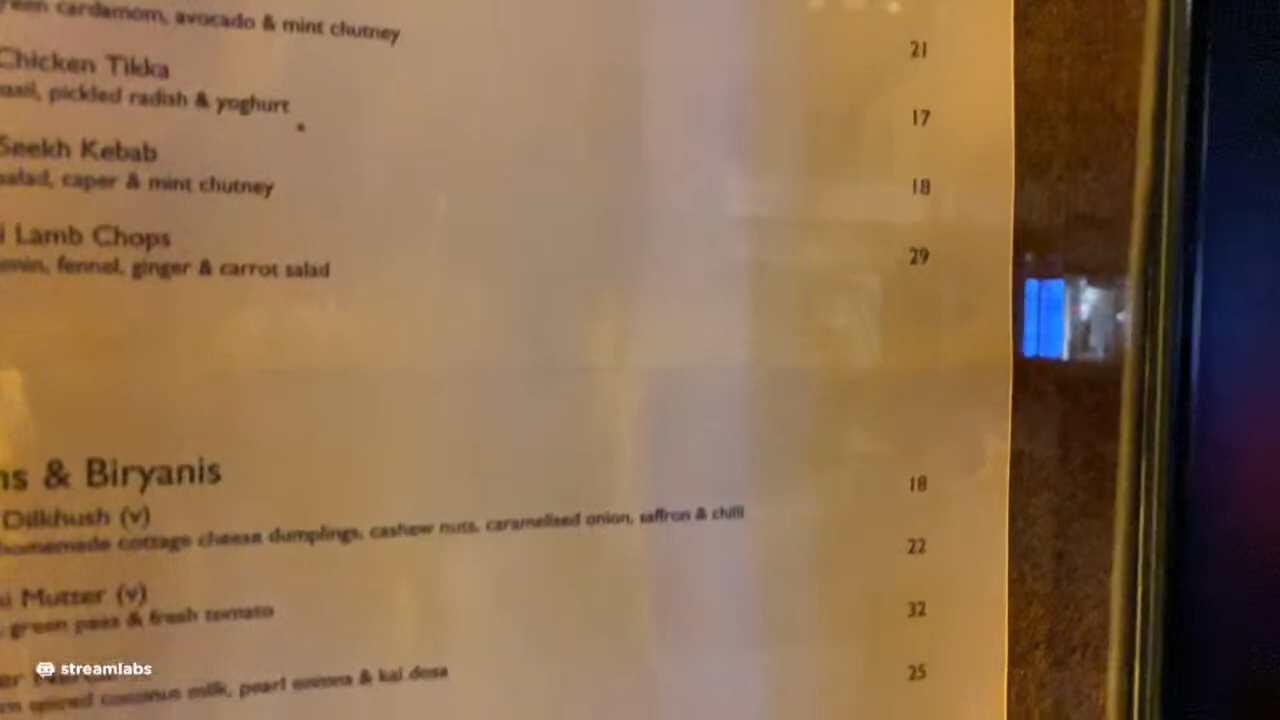 green cardamom, avocado & mint chutney
21
Chicken Tikka
pickled radish & yoghurt
17
Seekh Kebab
salad, caper & mint chutney
18
i Lamb Chops
fennel, ginger & carrot salad
29
ns & Biryanis
18
Dilkhush (v)
homemade cottage cheese dumplings, cashew nuts, caramelised onion, saffron & chilli
22
Mutter (v)
green peas & fresh tomato
32
milk, pearl & kal dosa
25
streamlabs